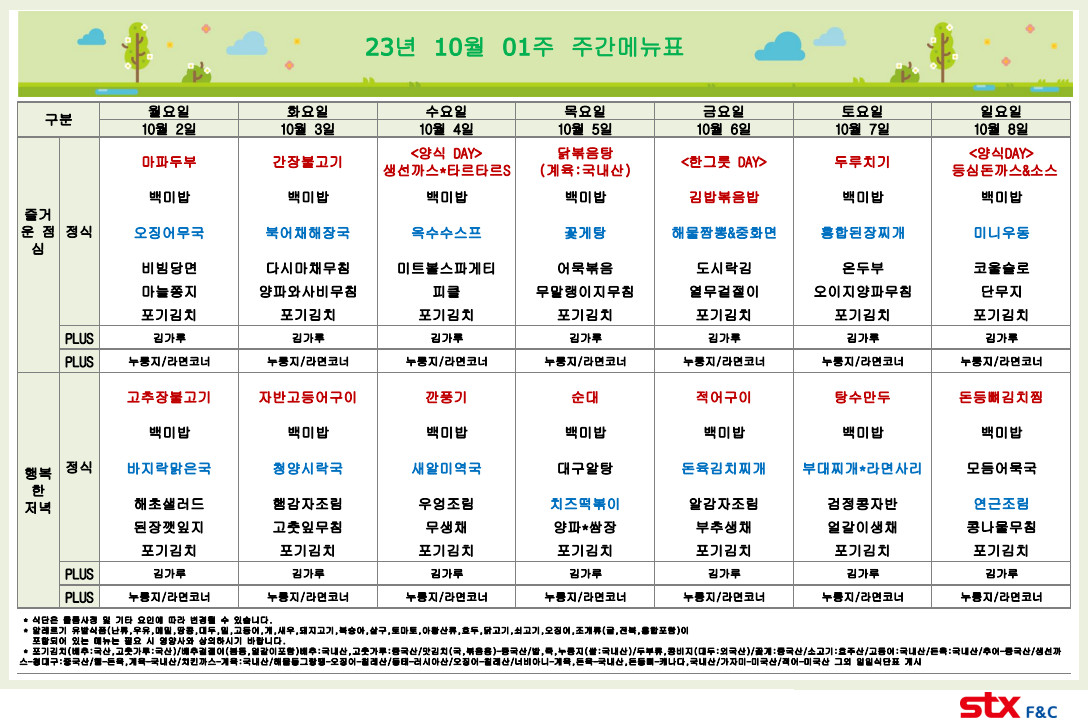 23년 10월 01주 주간메뉴표
구분 월요일 화요일 수요일 목요일 금요일 토요일 일요일
10월 2일 10월 3일 10월 4일 10월 5일 10월 6일 10월 7일 10월 8일
즐거운 점심
정식
마파두부 간장불고기 <양식 DAY> 생선까스*타르타르S 닭볶음탕 (계육:국내산) <한그릇 DAY> 두루치기 <양식DAY> 등심돈까스&소스
백미밥 백미밥 백미밥 백미밥 김밥볶음밥 백미밥 백미밥
오징어무국 북어채해장국 옥수수스프 꽃게탕 해물짬뽕&중화면 홍합된장찌개 미니우동
비빔당면 다시마채무침 미트볼스파게티 어묵볶음 도시락김 온두부 코울슬로
마늘쫑지 양파와사비무침 피클 무말랭이지무침 열무겉절이 오이지양파무침 단무지
포기김치 포기김치 포기김치 포기김치 포기김치 포기김치 포기김치
PLUS 김가루 김가루 김가루 김가루 김가루 김가루 김가루
PLUS 누룽지/라면코너 누룽지/라면코너 누룽지/라면코너 누룽지/라면코너 누룽지/라면코너 누룽지/라면코너 누룽지/라면코너
행복한 저녁
정식
고추장불고기 자반고등어구이 깐풍기 순대 적어구이 탕수만두 돈등뼈김치찜
백미밥 백미밥 백미밥 백미밥 백미밥 백미밥 백미밥
바지락맑은국 청양시락국 새알미역국 대구알탕 돈육김치찌개 부대찌개*라면사리 모듬어묵국
해초샐러드 햄감자조림 우엉조림 치즈떡볶이 알감자조림 검정콩자반 연근조림
된장깻잎지 고춧잎무침 무생채 양파*쌈장 부추생채 얼갈이생채 콩나물무침
포기김치 포기김치 포기김치 포기김치 포기김치 포기김치 포기김치
PLUS 김가루 김가루 김가루 김가루 김가루 김가루 김가루
PLUS 누룽지/라면코너 누룽지/라면코너 누룽지/라면코너 누룽지/라면코너 누룽지/라면코너 누룽지/라면코너 누룽지/라면코너
* 식단은 물품사정 및 기타 요인에 따라 변경될 수 있습니다.
* 알레르기 유발식품(난류,우유,메밀,땅콩,대두,밀,고등어,게,새우,돼지고기,복숭아,살구,토마토,아황산류,호두,닭고기,쇠고기,오징어,조개류(굴,전복,홍합포함)이
포함되어 있는 메뉴는 필요 시 영양사와 상의하시기 바랍니다.
* 포기김치(배추:국산,고춧가루:국산)/배추겉절이(봄동,얼갈이포함)배추:국내산,고춧가루:중국산/맛김치(국,볶음용)-중국산/밥,죽,누룽지(쌀:국내산)/두부류,콩비지(대두:외국산)/꽃게:중국산/소고기:호주산/고등어:국내산/돈육:국내산/추어-중국산/생선까
스-청대구:중국산/햄-돈육,계육-국내산/치킨까스-계육:국내산/해물동그랑땡-오징어-칠레산/동태-러시아산/오징어-칠레산/너비아니-계육,돈육-국내산,돈등뼈-캐나다,국내산/가자미-미국산/적어-미국산 그외 일일식단표 게시
stx F&C